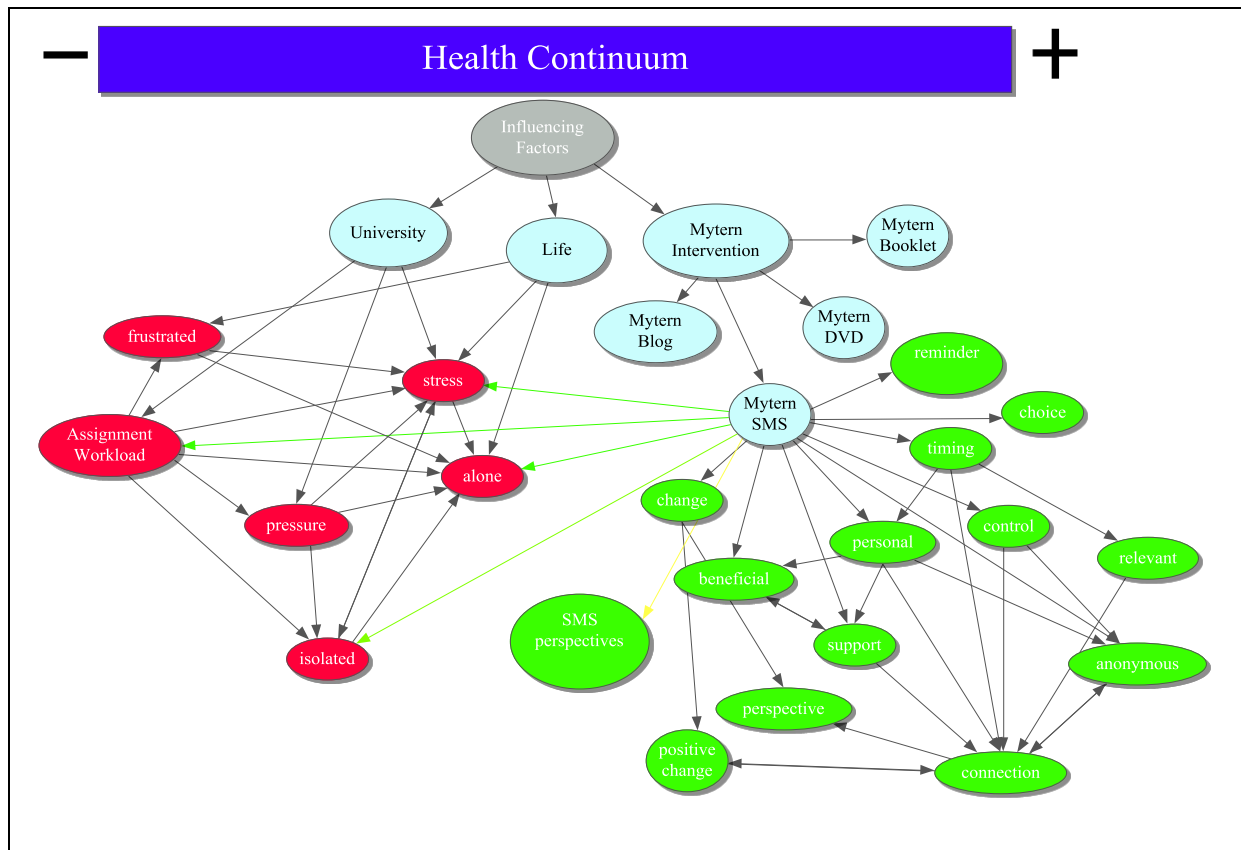 − Health Continuum +
Influencing
Factors
University
Life
Mytern
Intervention
Mytern
Booklet
Mytern
Blog
Mytern
DVD
frustrated
stress
Mytern
SMS
reminder
choice
Assignment
Workload
timing
alone
change
pressure
control
personal
relevant
beneficial
SMS
perspectives
support
isolated
anonymous
perspective
positive
change
connection